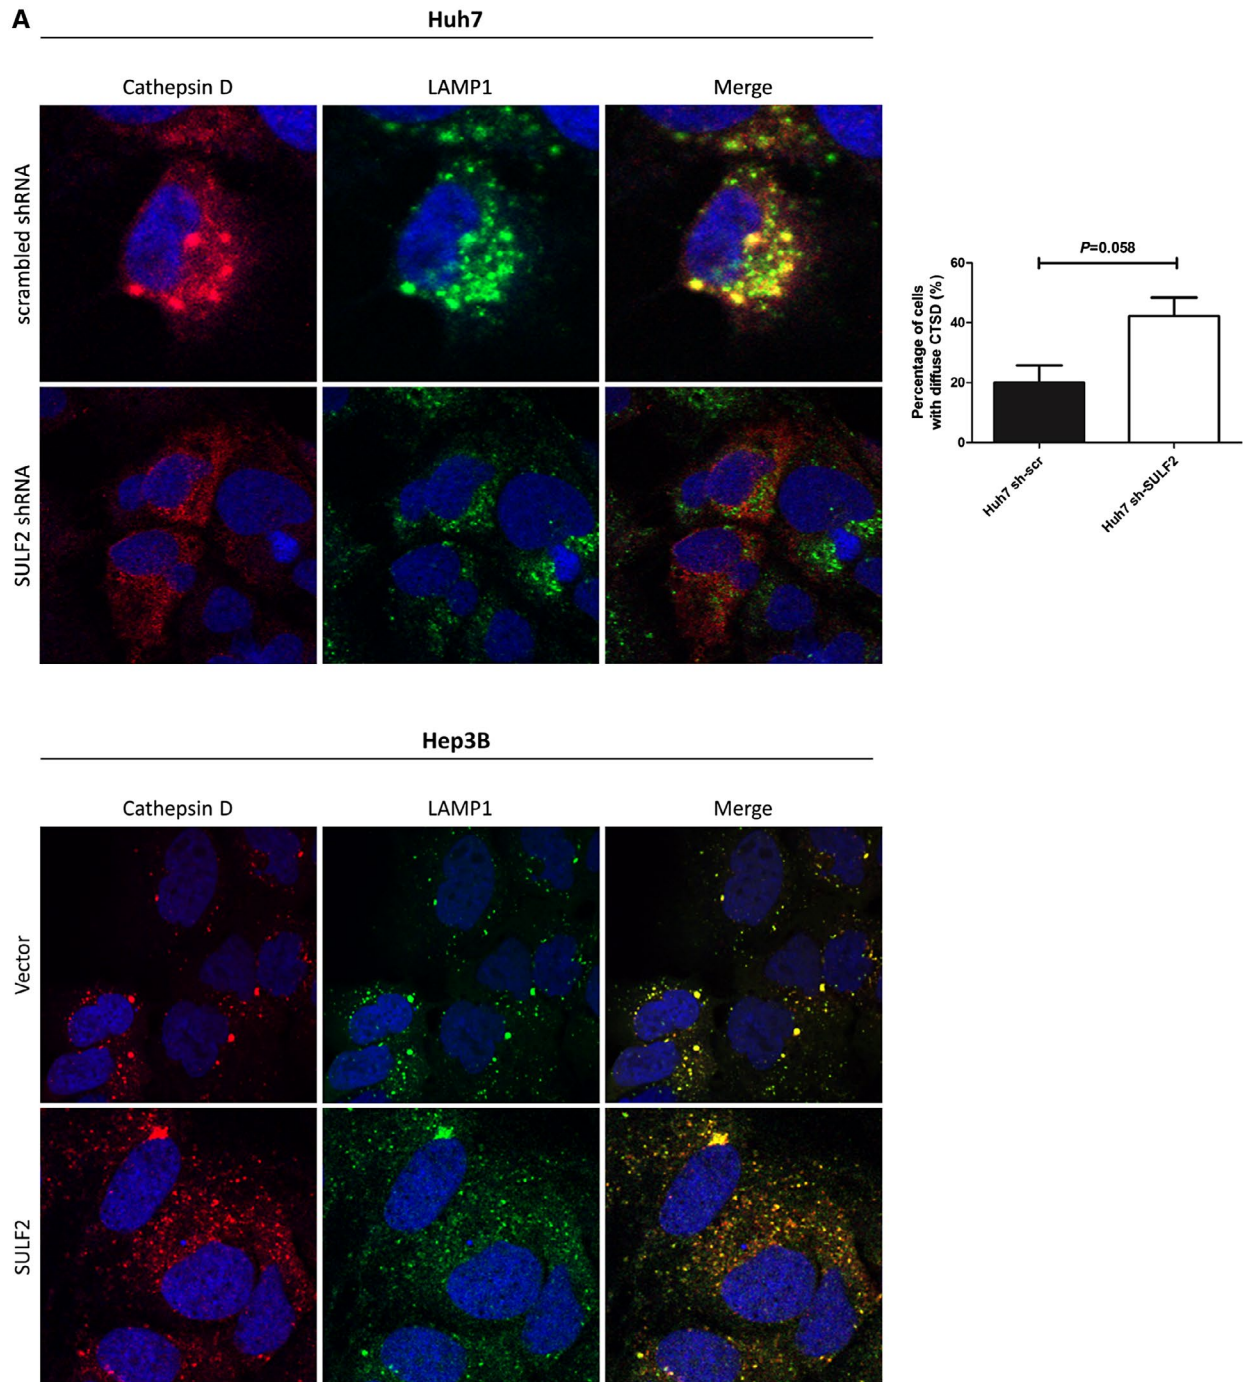 A
Huh7
Cathepsin D
LAMP1
Merge
scrambled shRNA
SULF2 shRNA
P=0.058
Percentage of cells
with diffuse CTSD (%)
60
40
20
0
Huh7 sh-scr
Huh7 sh-SULF2
Hep3B
Cathepsin D
LAMP1
Merge
Vector
SULF2